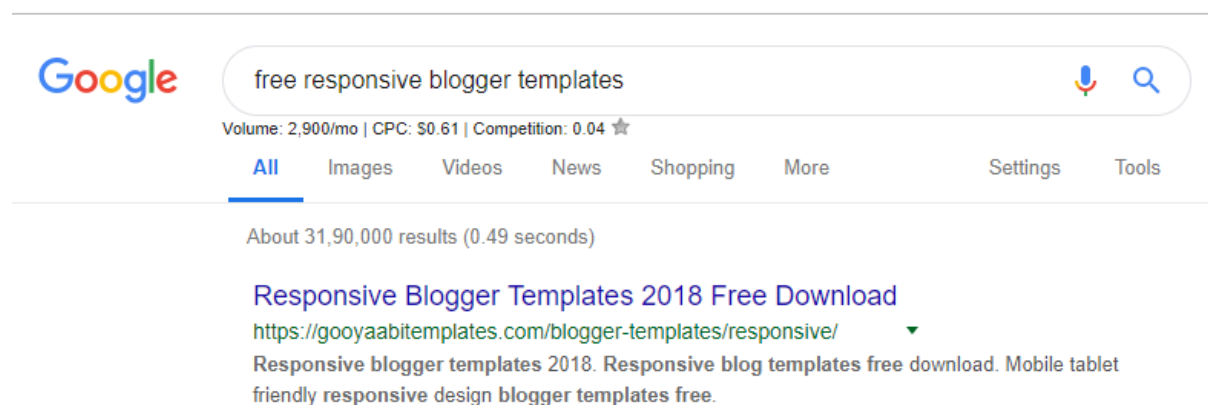 Google
free responsive blogger templates
Volume: 2,900/mo | CPC: $0.61 | Competition: 0.04
All Images Videos News Shopping More Settings Tools
About 31,90,000 results (0.49 seconds)
Responsive Blogger Templates 2018 Free Download
https://gooyaabitemplates.com/blogger-templates/responsive/
Responsive blogger templates 2018. Responsive blog templates free download. Mobile tablet
friendly responsive design blogger templates free.